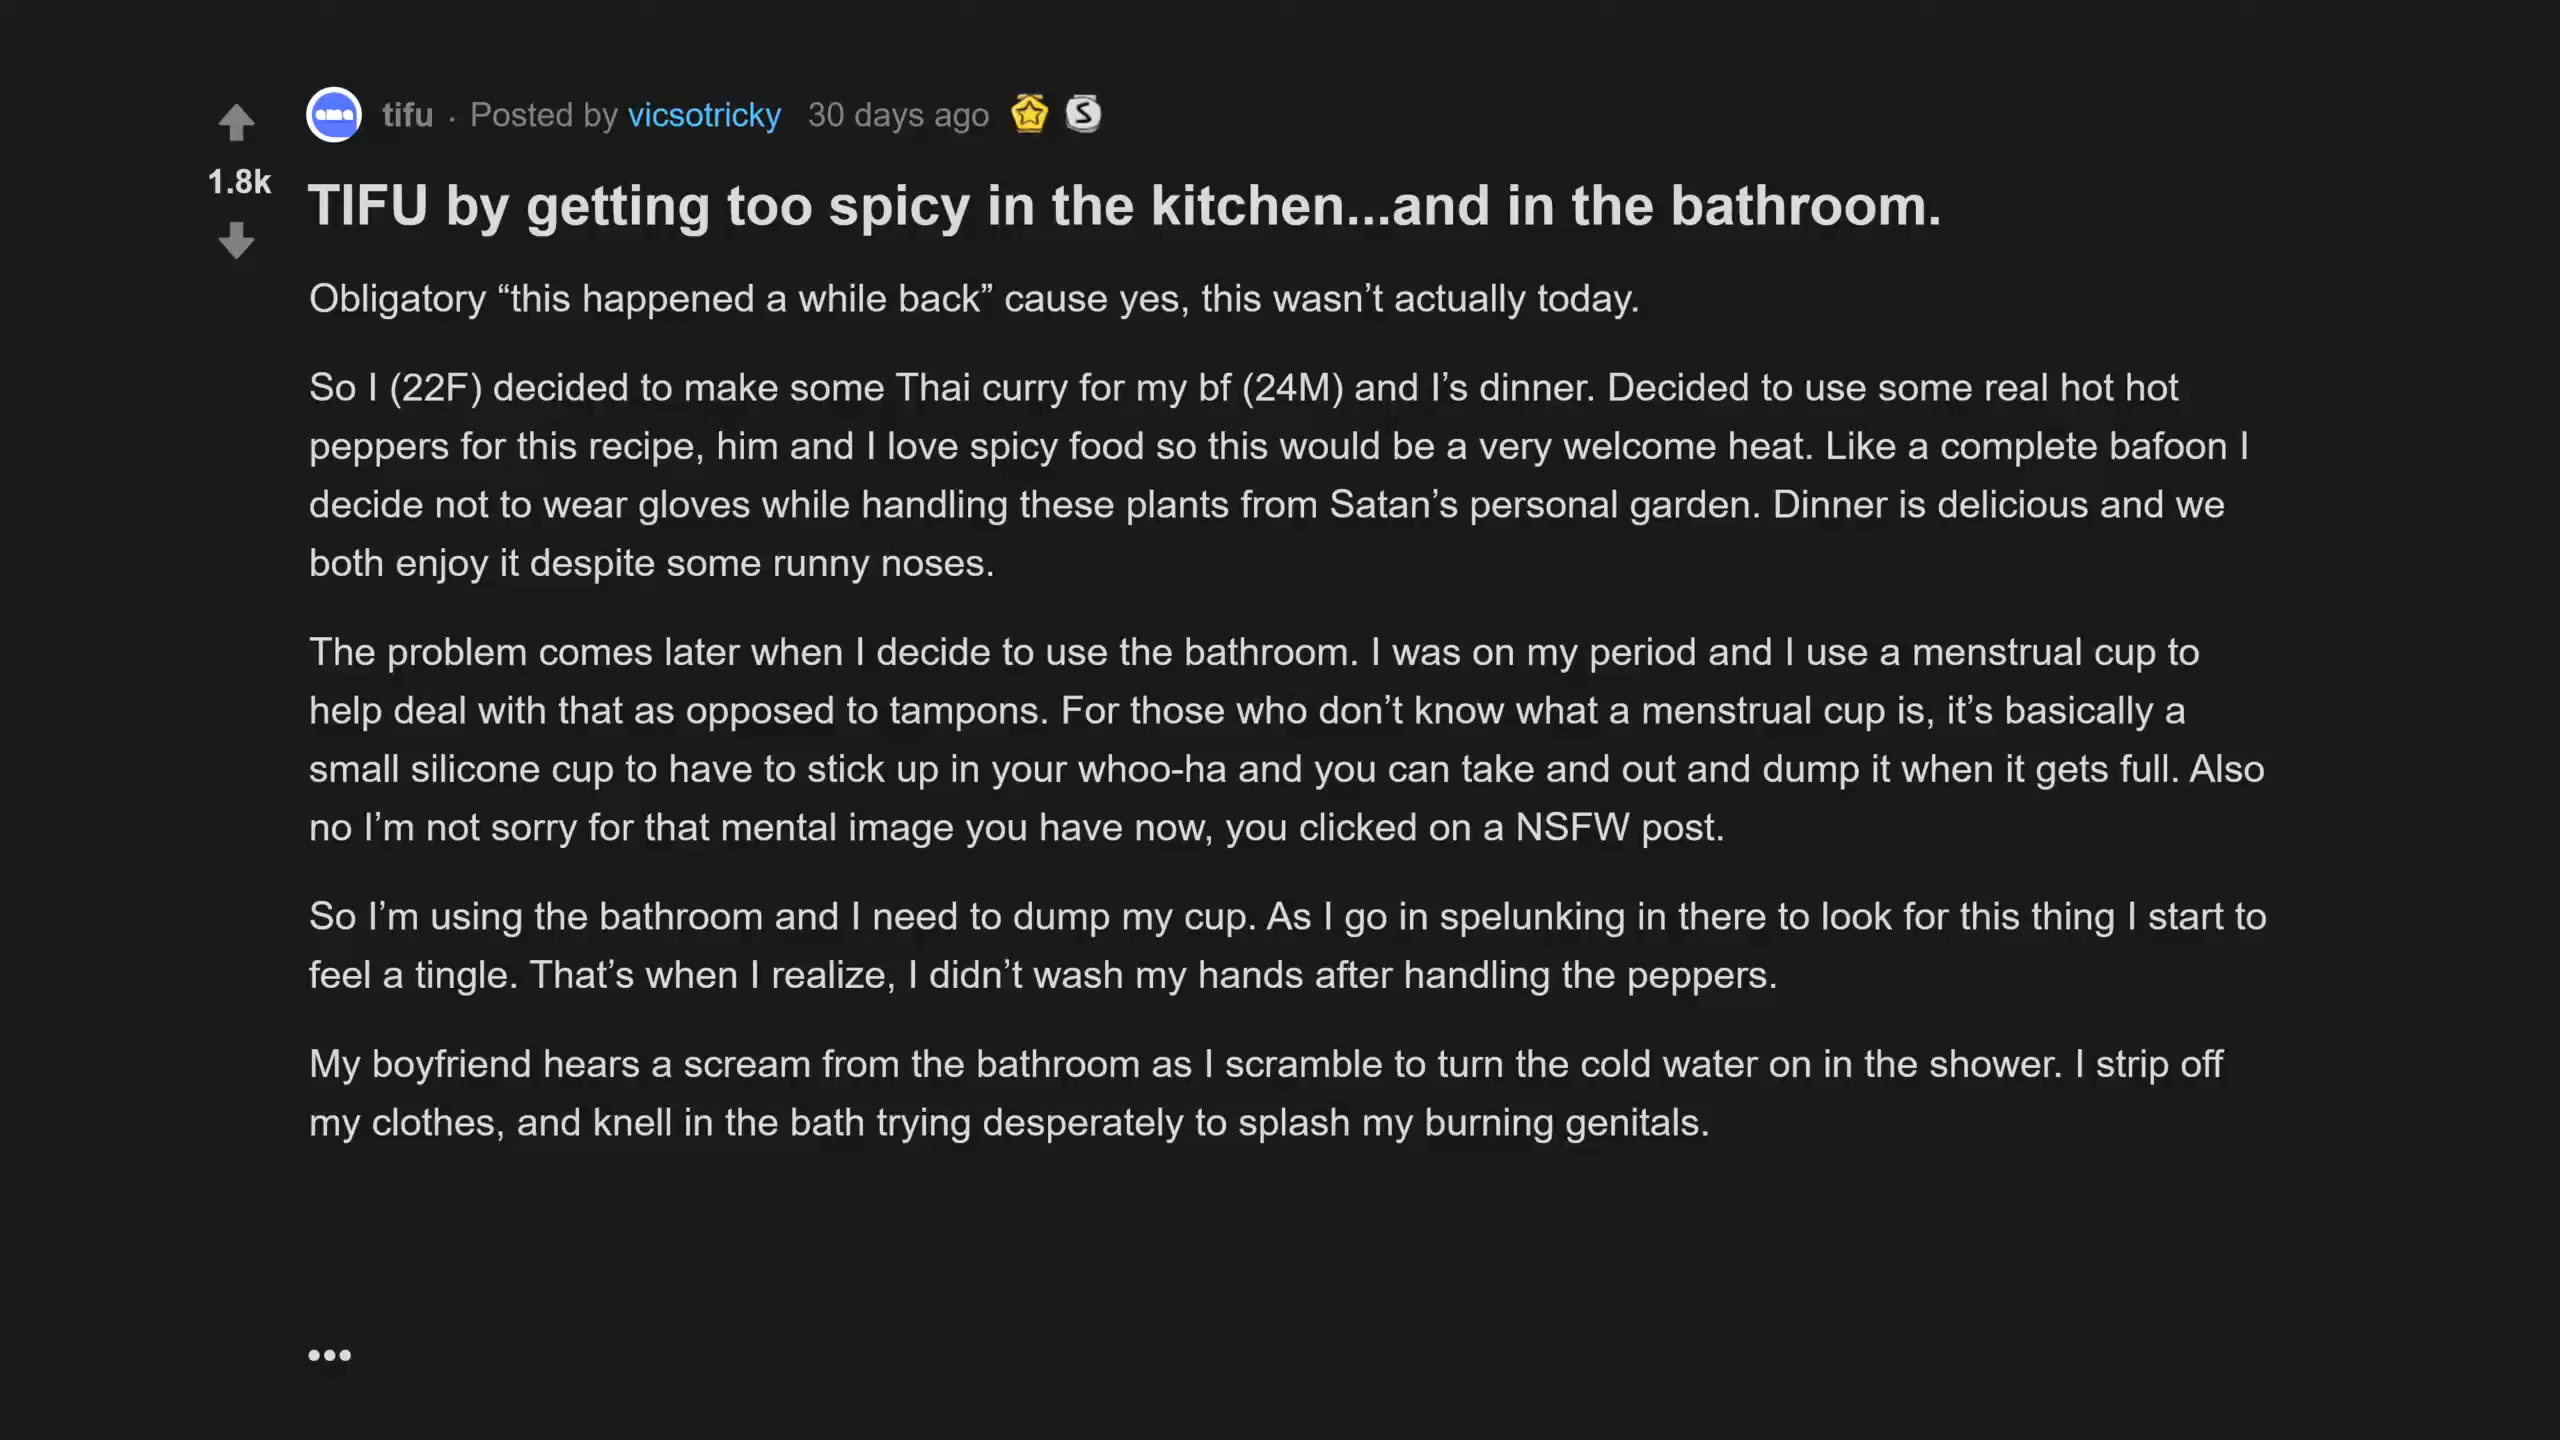 tifu · Posted by vicsotricky 30 days ago
1.8k
TIFU by getting too spicy in the kitchen...and in the bathroom.
Obligatory “this happened a while back” cause yes, this wasn’t actually today.
So I (22F) decided to make some Thai curry for my bf (24M) and I’s dinner. Decided to use some real hot hot
peppers for this recipe, him and I love spicy food so this would be a very welcome heat. Like a complete bafoon I
decide not to wear gloves while handling these plants from Satan’s personal garden. Dinner is delicious and we
both enjoy it despite some runny noses.
The problem comes later when I decide to use the bathroom. I was on my period and I use a menstrual cup to
help deal with that as opposed to tampons. For those who don’t know what a menstrual cup is, it’s basically a
small silicone cup to have to stick up in your whoo-ha and you can take and out and dump it when it gets full. Also
no I’m not sorry for that mental image you have now, you clicked on a NSFW post.
So I’m using the bathroom and I need to dump my cup. As I go in spelunking in there to look for this thing I start to
feel a tingle. That’s when I realize, I didn’t wash my hands after handling the peppers.
My boyfriend hears a scream from the bathroom as I scramble to turn the cold water on in the shower. I strip off
my clothes, and knell in the bath trying desperately to splash my burning genitals.
•••